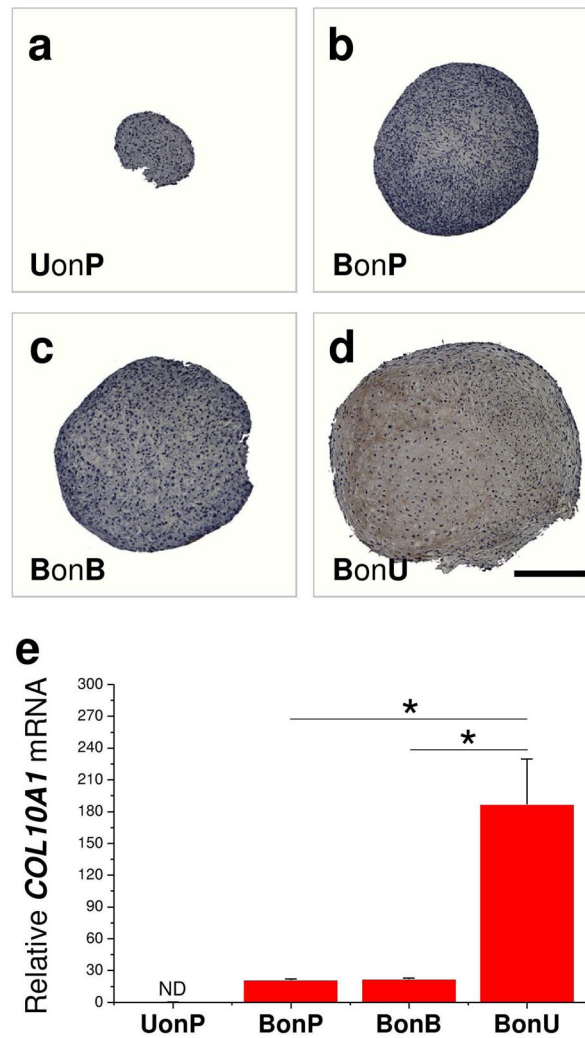 a
b
UonP
BonP
c
d
BonB
BonU
e
Relative COL10A1 mRNA
300
270
240
210
180
150
120
90
60
30
0
*
*
ND
UonP
BonP
BonB
BonU